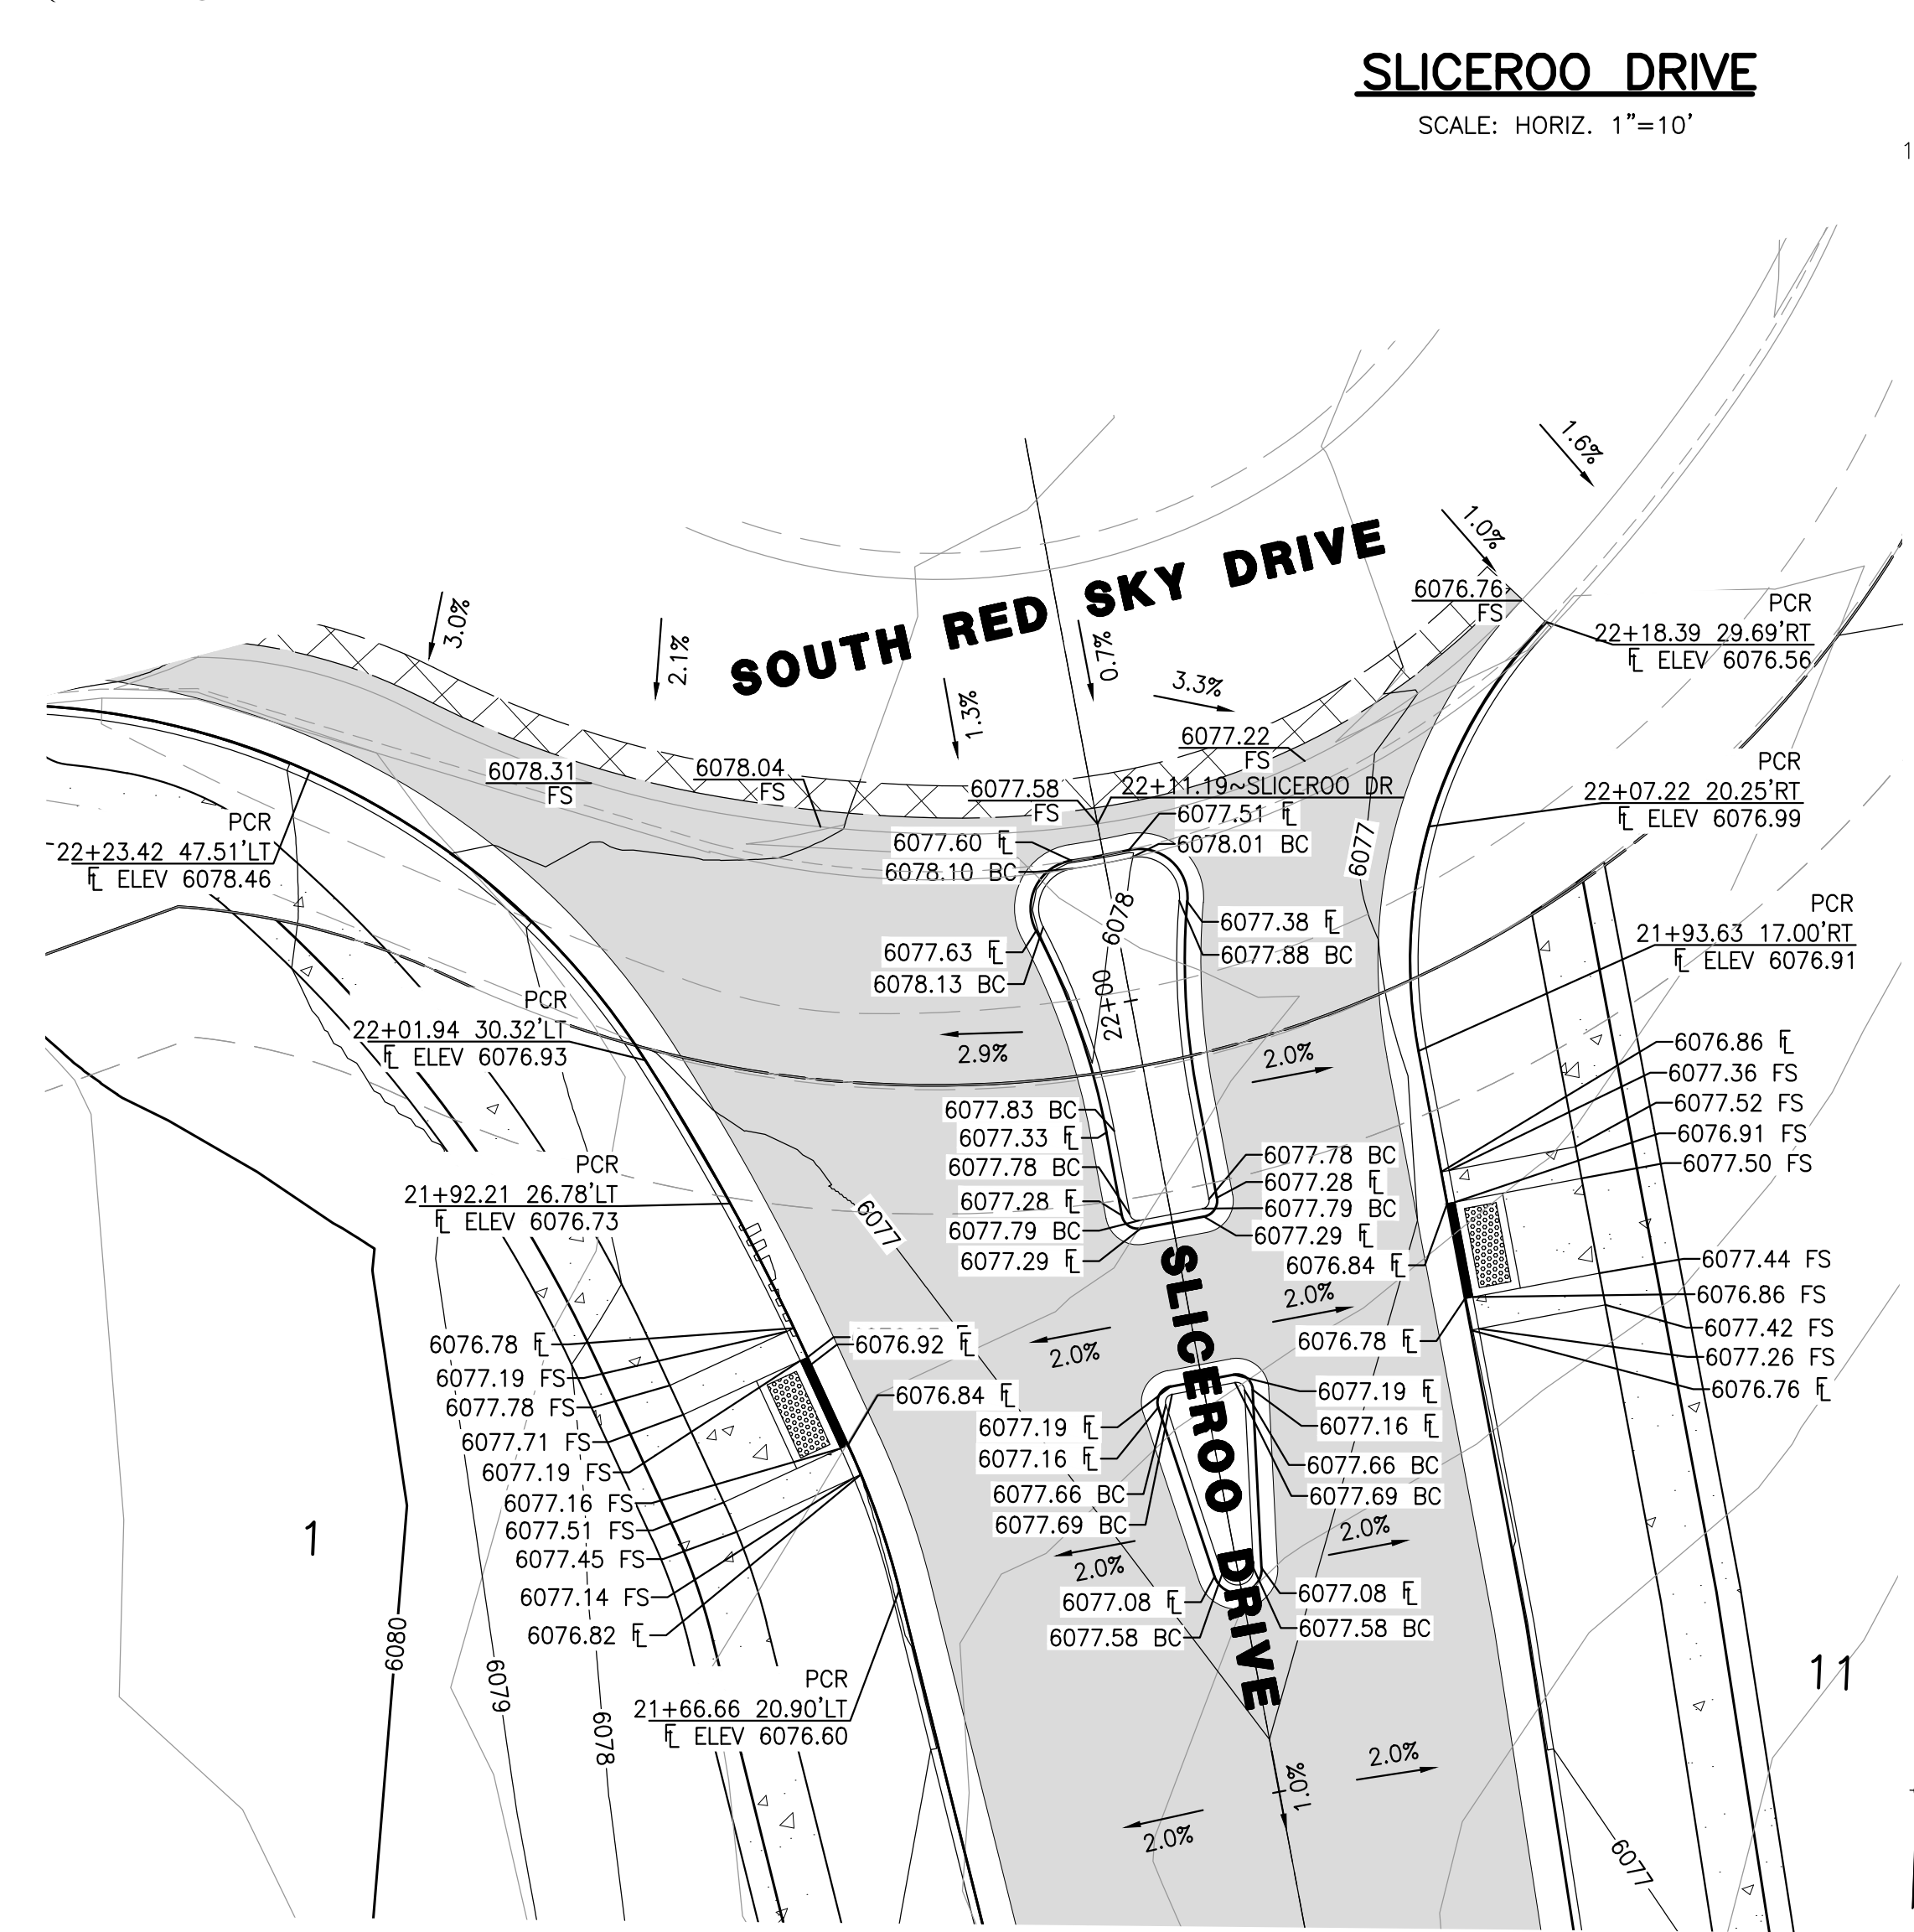 SLICEROO DRIVE
SCALE: HORIZ. 1"=10'
1
1.6%
1.0%
SOUTH RED SKY DRIVE
3.0%
2.1%
1.3%
0.7%
3.3%
6076.76
FS
PCR
22+18.39 29.69'RT
FL ELEV 6076.56
6078.31
FS
6078.04
FS
6077.58
FS
6077.22
FS
22+11.19~SLICEROO DR
6077
PCR
22+07.22 20.25'RT
FL ELEV 6076.99
PCR
22+23.42 47.51'LT
FL ELEV 6078.46
6077.60 FL
6078.10 BC
6077.51 FL
6078.01 BC
6078
22+00
6077.63 FL
6078.13 BC
6077.38 FL
6077.88 BC
PCR
21+93.63 17.00'RT
FL ELEV 6076.91
PCR
22+01.94 30.32'LT
FL ELEV 6076.93
2.9%
2.0%
6076.86 FL
6077.36 FS
6077.52 FS
6076.91 FS
6077.50 FS
6077.83 BC
6077.33 FL
6077.78 BC
6077.28 FL
6077.79 BC
6077.29 FL
6077.78 BC
6077.28 FL
6077.79 BC
6077.29 FL
6076.84 FL
PCR
21+92.21 26.78'LT
FL ELEV 6076.73
6077
SLICEROO DRIVE
6077.44 FS
6076.86 FS
6077.42 FS
6077.26 FS
6076.76 FL
2.0%
2.0%
6076.78 FL
6076.78 FL
6077.19 FS
6077.78 FS
6077.71 FS
6077.19 FS
6077.16 FS
6077.51 FS
6077.45 FS
6077.14 FS
6076.82 FL
6076.92 FL
6076.84 FL
6077.19 FL
6077.16 FL
6077.66 BC
6077.69 BC
6077.19 FL
6077.16 FL
6077.66 BC
6077.69 BC
2.0%
2.0%
6077.08 FL
6077.58 BC
6077.08 FL
6077.58 BC
1
11
6080
6079
6078
PCR
21+66.66 20.90'LT
FL ELEV 6076.60
1.0%
2.0%
2.0%
6077